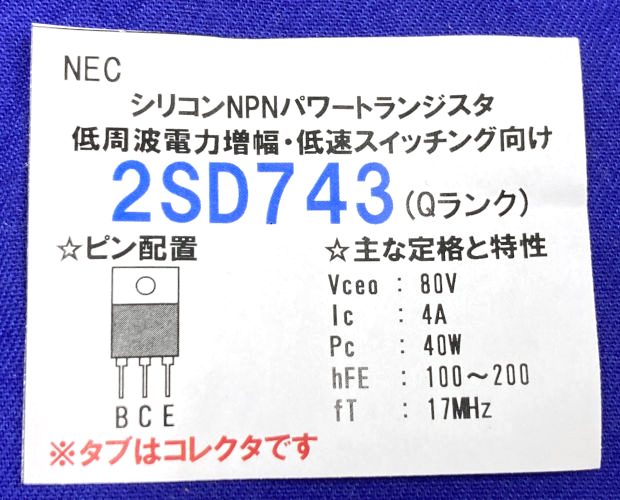 NEC
シリコンNPNパワートランジスタ
低周波電力増幅・低速スイッチング向け
2SD743(Qランク)
☆ピン配置
B C E
※タブはコレクタです
☆主な定格と特性
Vceo : 80V
Ic : 4A
Pc : 40W
hFE : 100～200
fT : 17MHz